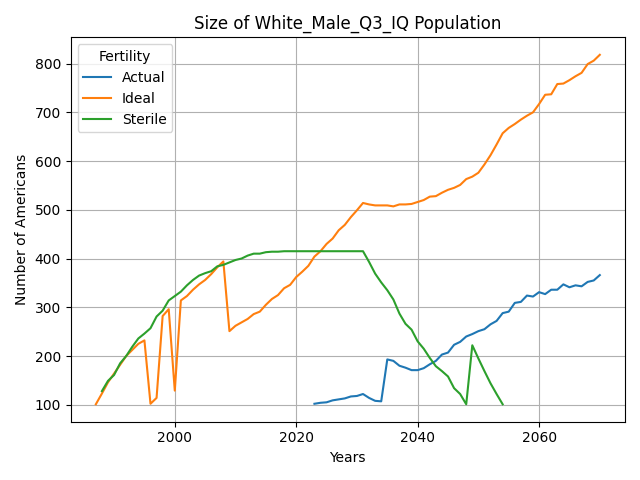 Size of White_Male_Q3_IQ Population
Fertility
Actual
Ideal
Sterile
Number of Americans
800
700
600
500
400
300
200
100
2000
2020
2040
2060
Years